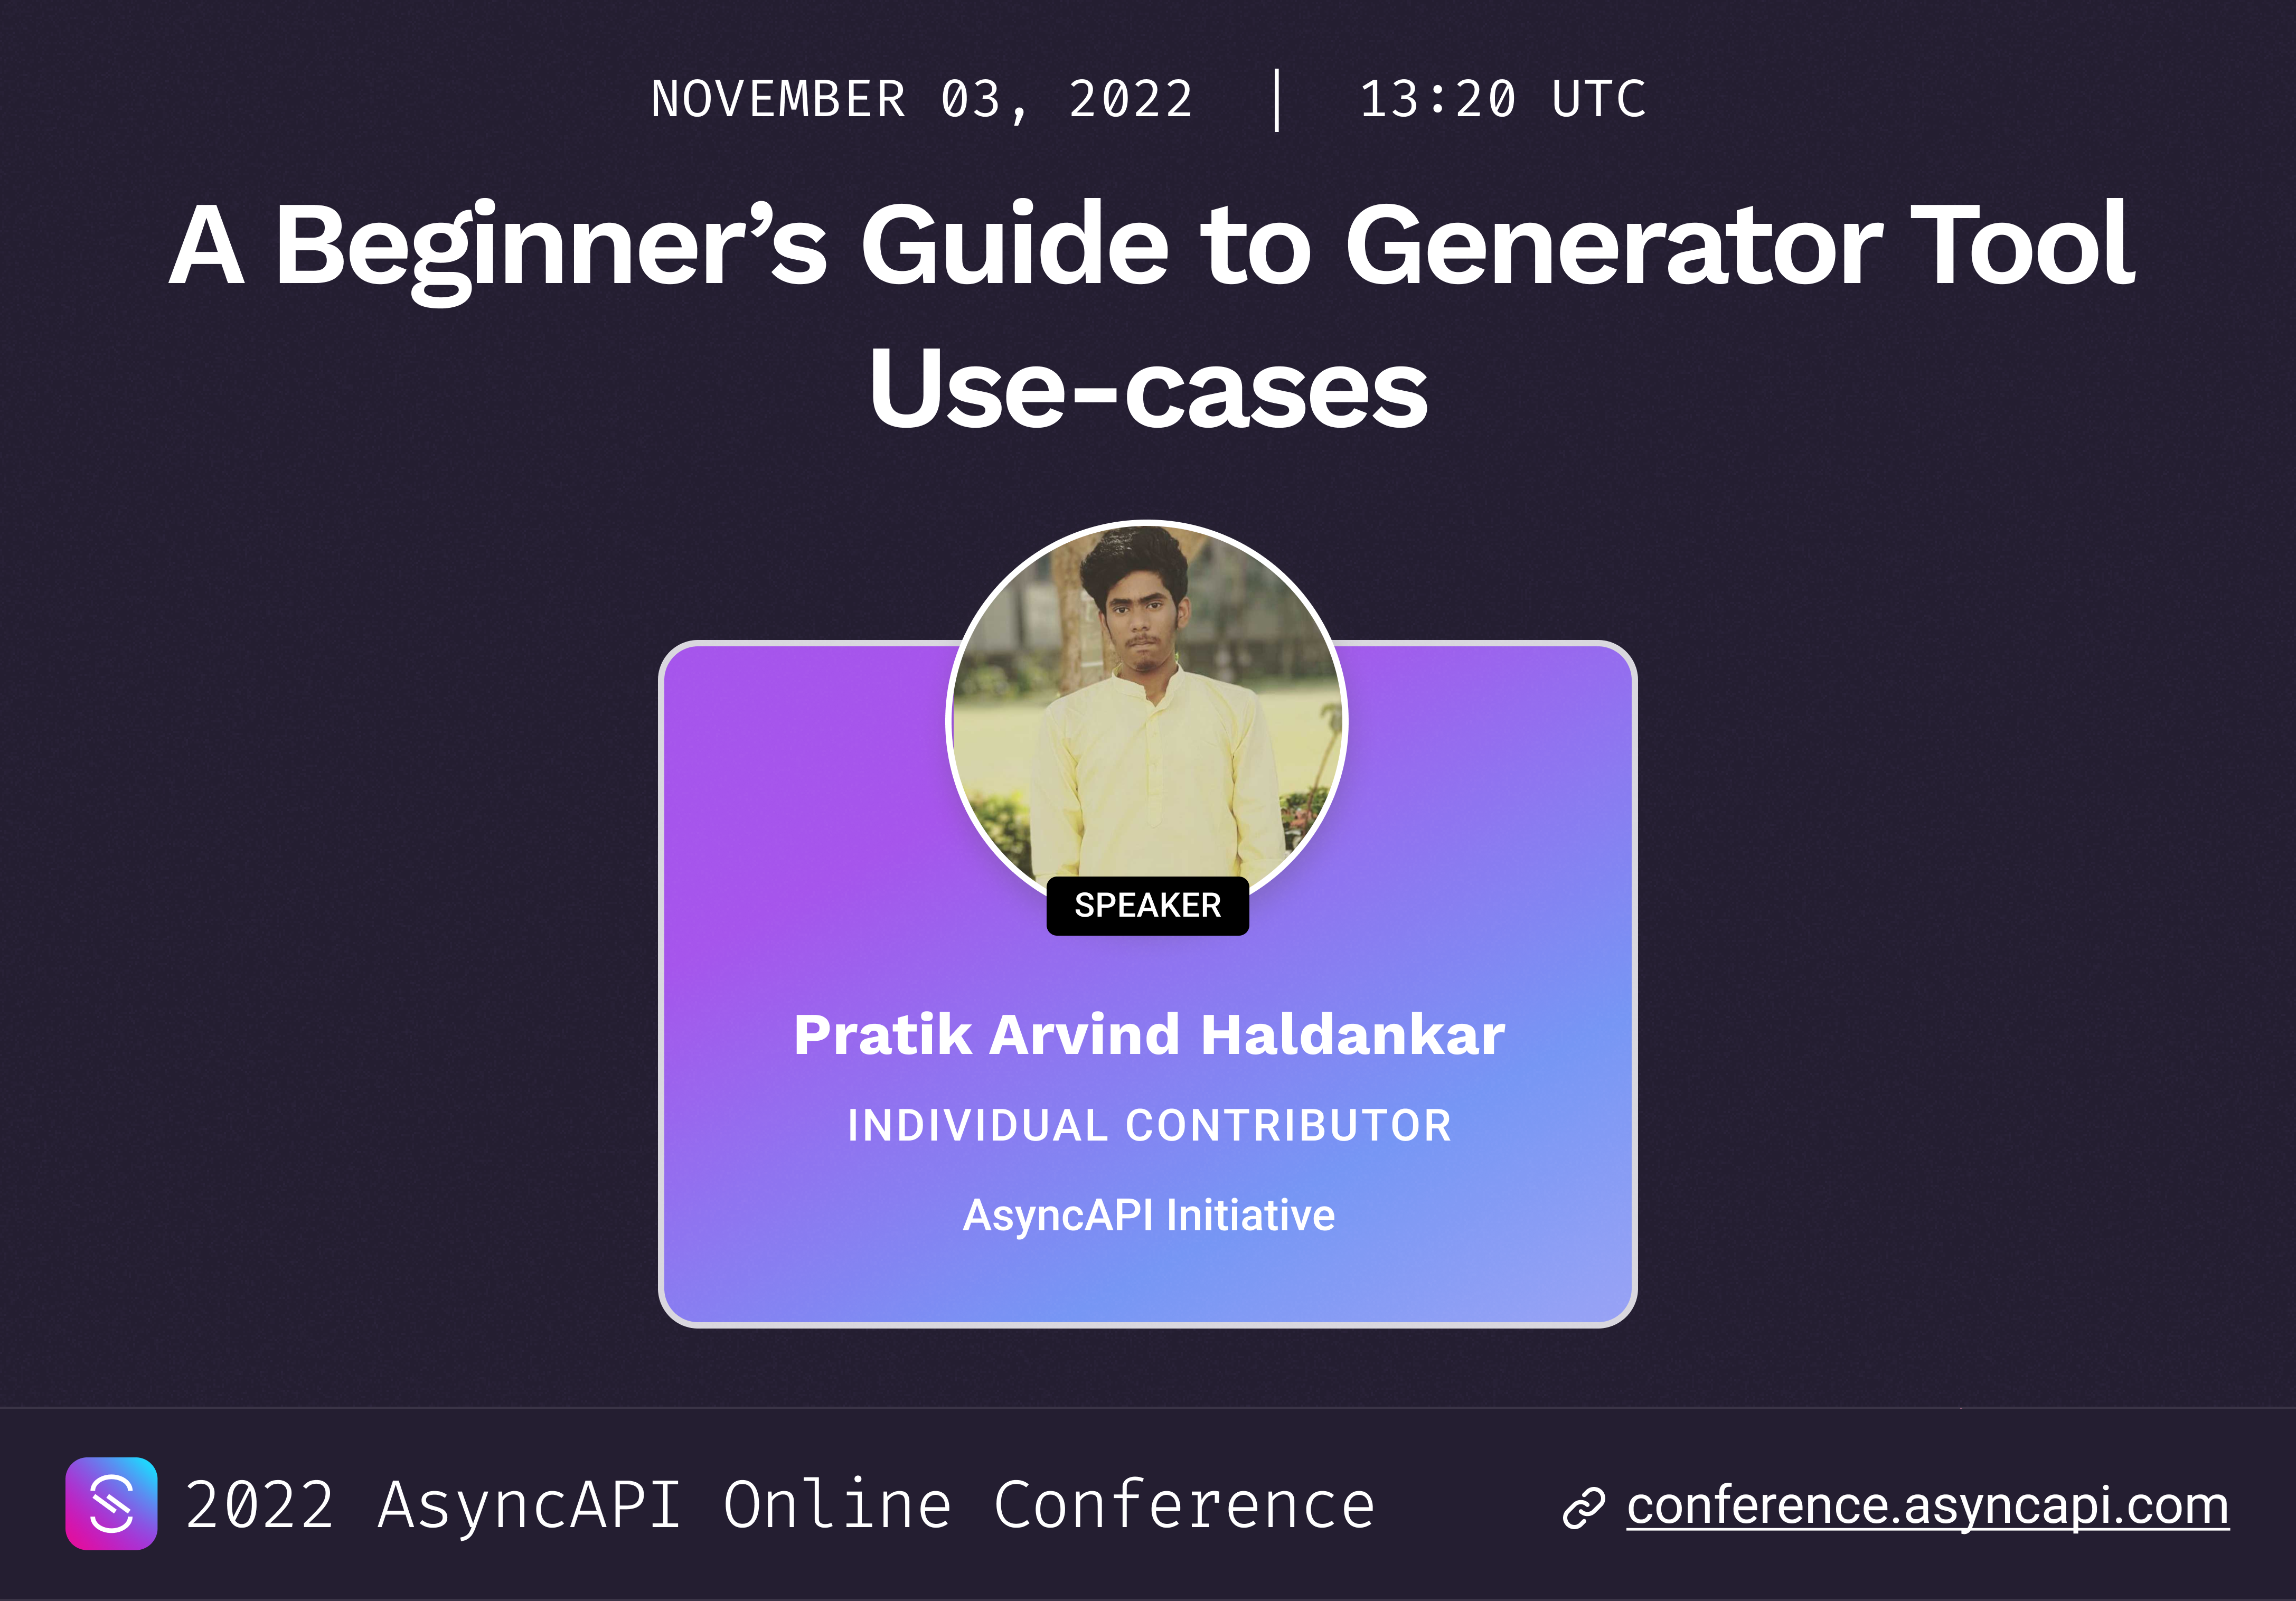 NOVEMBER 03, 2022 | 13:20 UTC
A Beginner’s Guide to Generator Tool
Use-cases
SPEAKER
Pratik Arvind Haldankar
INDIVIDUAL CONTRIBUTOR
AsyncAPI Initiative
2022 AsyncAPI Online Conference
conference.asyncapi.com